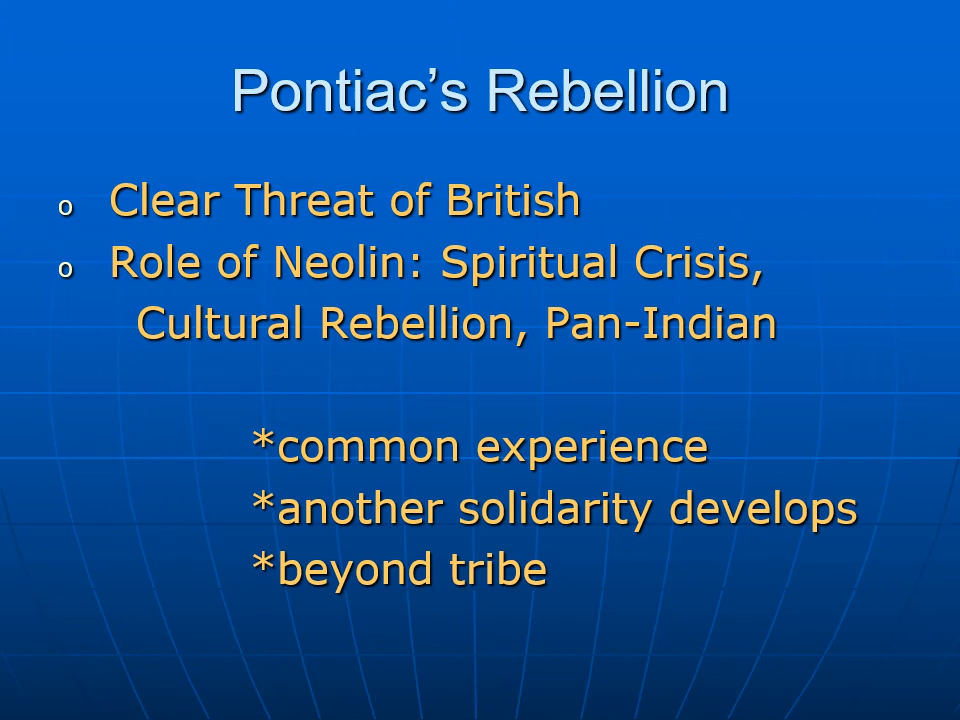 Pontiac’s Rebellion
o Clear Threat of British
o Role of Neolin: Spiritual Crisis,
Cultural Rebellion, Pan-Indian
*common experience
*another solidarity develops
*beyond tribe